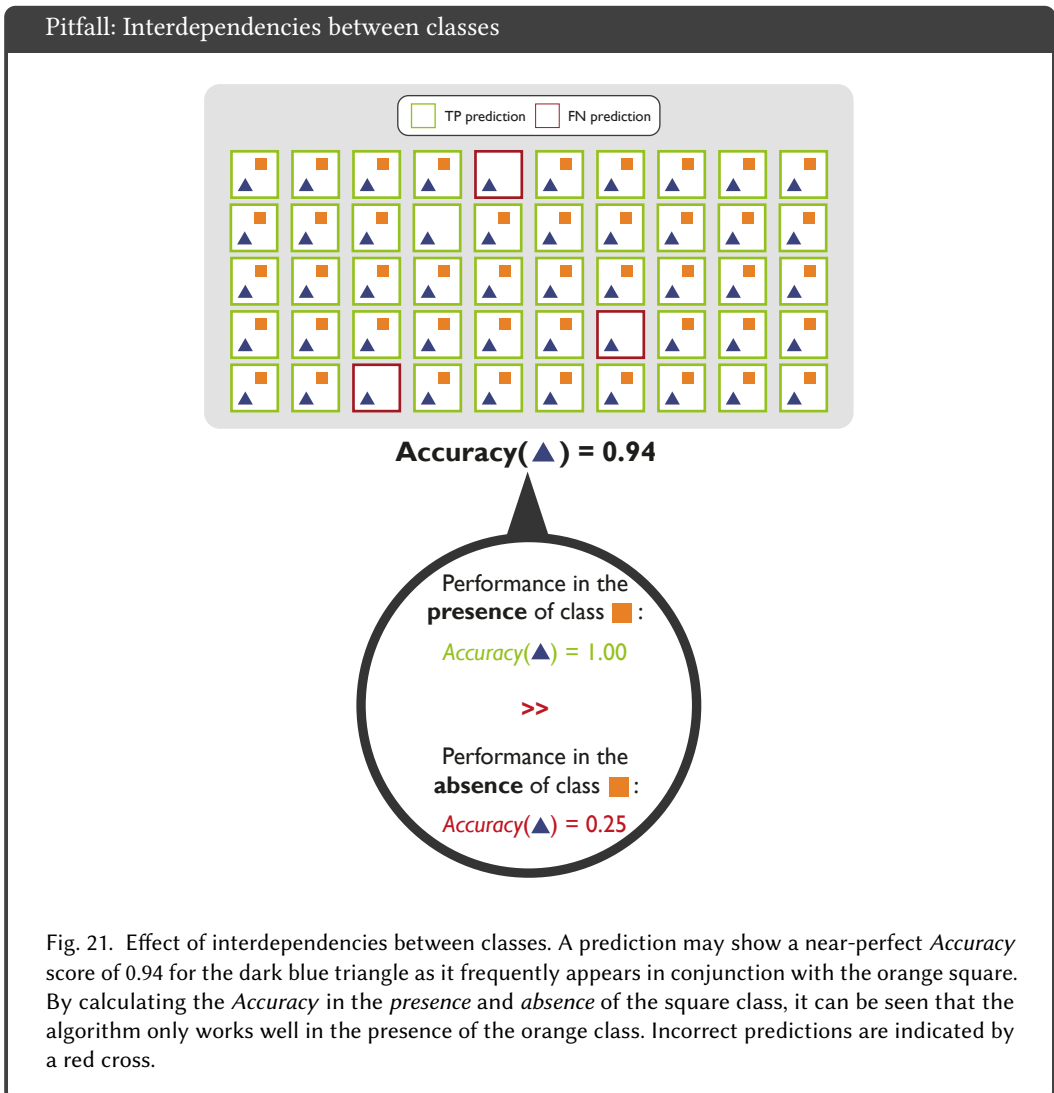 Pitfall: Interdependencies between classes
TP prediction FN prediction
Accuracy( ) = 0.94
Performance in the
presence of class :
Accuracy( ) = 1.00
>>
Performance in the
absence of class :
Accuracy( ) = 0.25
Fig. 21. Effect of interdependencies between classes. A prediction may show a near-perfect Accuracy
score of 0.94 for the dark blue triangle as it frequently appears in conjunction with the orange square.
By calculating the Accuracy in the presence and absence of the square class, it can be seen that the
algorithm only works well in the presence of the orange class. Incorrect predictions are indicated by
a red cross.